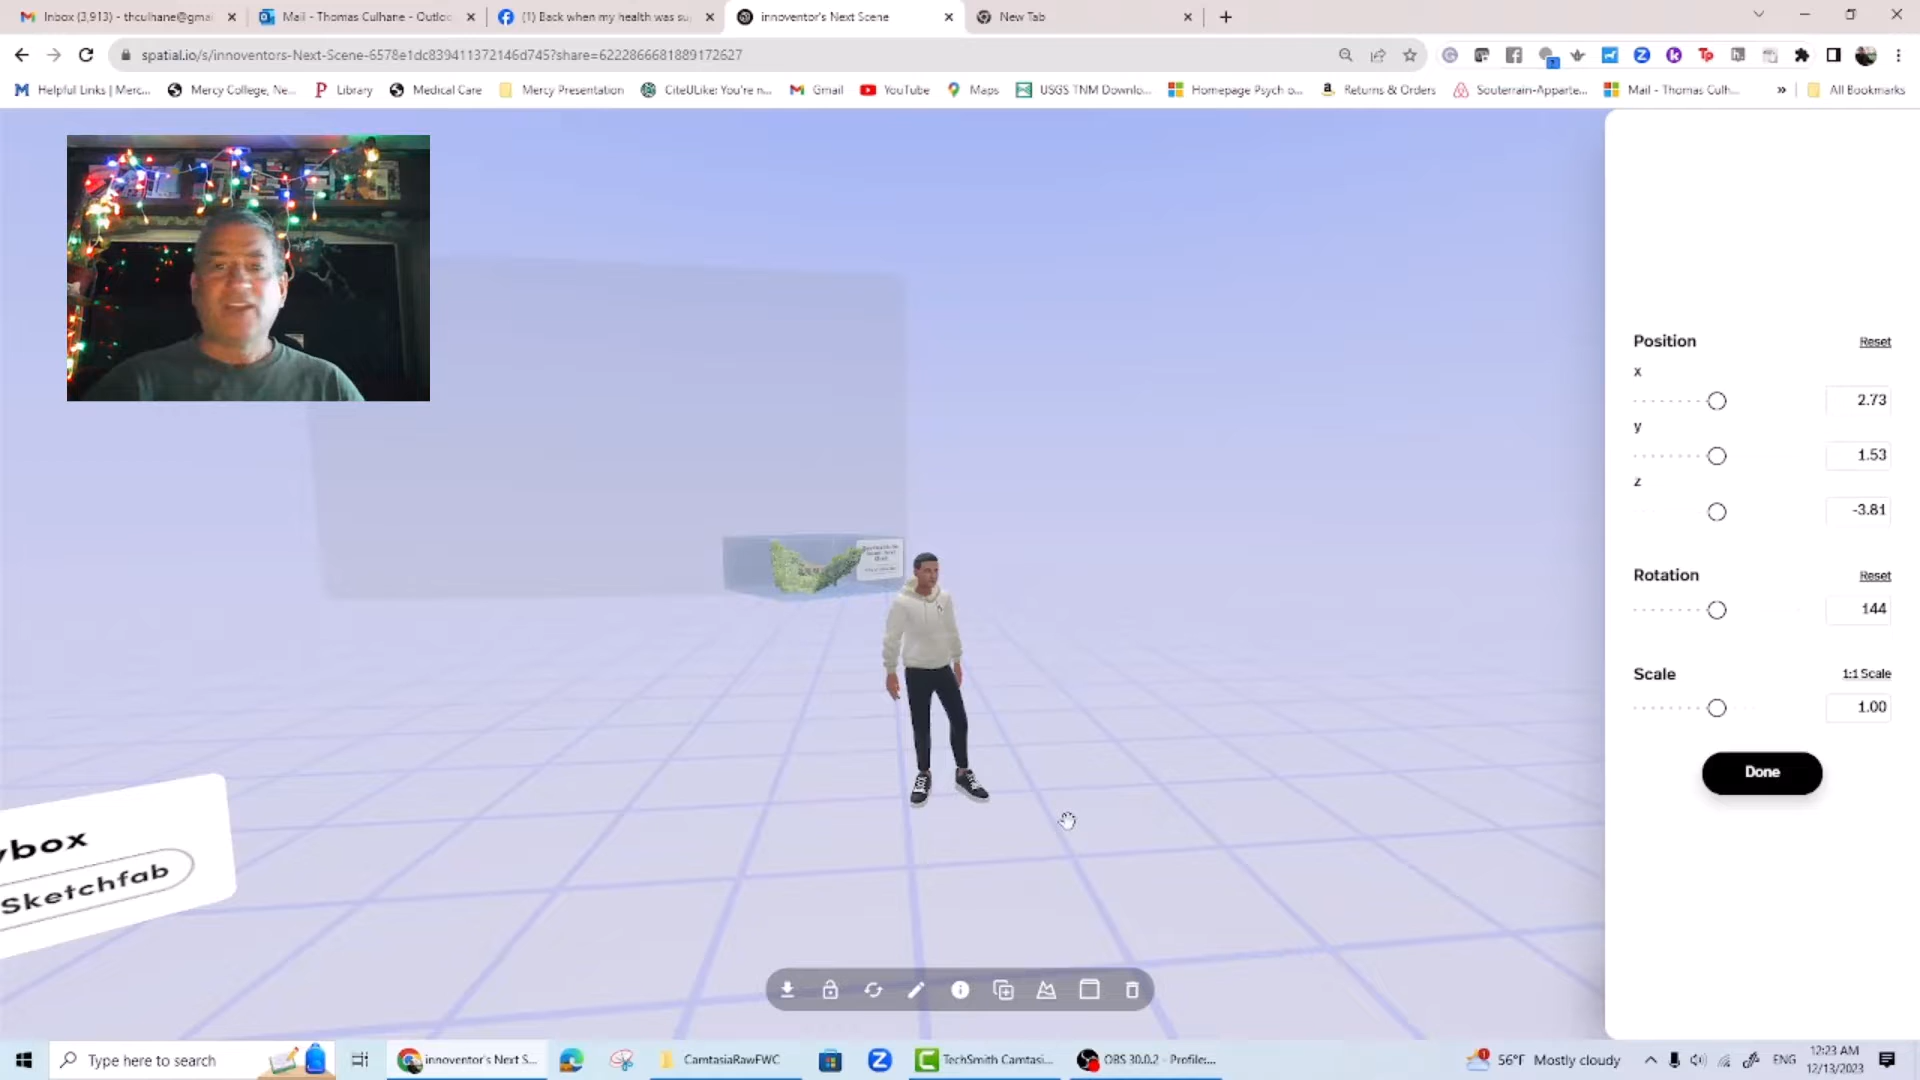 Inbox (3,913) - thculhane@gma
Mail - Thomas Culhane - Outloo
(1) Back when my health was su
innoventor's Next Scene
New Tab
spatial.io/s/innoventors-Next-Scene-6578e1dc839411372146d745?share=6222866681889172627
Helpful Links | Merc...
Mercy College, Ne...
Library
Medical Care
Mercy Presentation
CiteULike: You're n...
Gmail
YouTube
Maps
USGS TNM Downlo...
Homepage Psych o...
Returns & Orders
Souterrain-Apparte...
Mail - Thomas Culh...
»
All Bookmarks
Position
Reset
x
2.73
y
1.53
z
-3.81
Rotation
Reset
144
Scale
1:1 Scale
1.00
Done
ybox
Sketchfab
Type here to search
innoventor's Next S...
CamtasiaRawFWC
TechSmith Camtasi...
OBS 30.0.2 - Profile:...
56°F Mostly cloudy
ENG
12:23 AM
12/13/2023